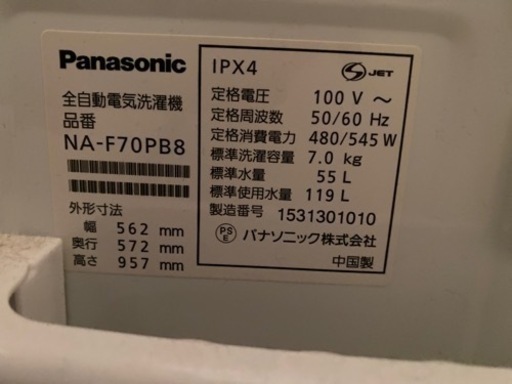 Panasonic
全自動電気洗濯機
品番
NA-F70PB8
外形寸法
幅 562 mm
奥行 572 mm
高さ 957 mm
IPX4
S JET
定格電圧 100 V ～
定格周波数 50/60 Hz
定格消費電力 480/545 W
標準洗濯容量 7.0 kg
標準水量 55 L
標準使用水量 119 L
製造番号 1531301010
PS E パナソニック株式会社
中国製